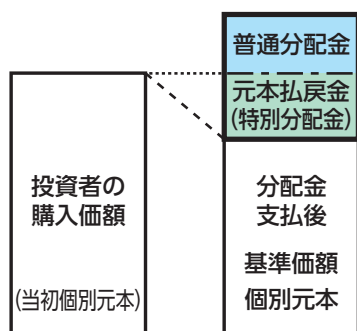 普通分配金
元本払戻金
(特別分配金)
投資者の
購入価額
(当初個別元本)
分配金
支払後
基準価額
個別元本